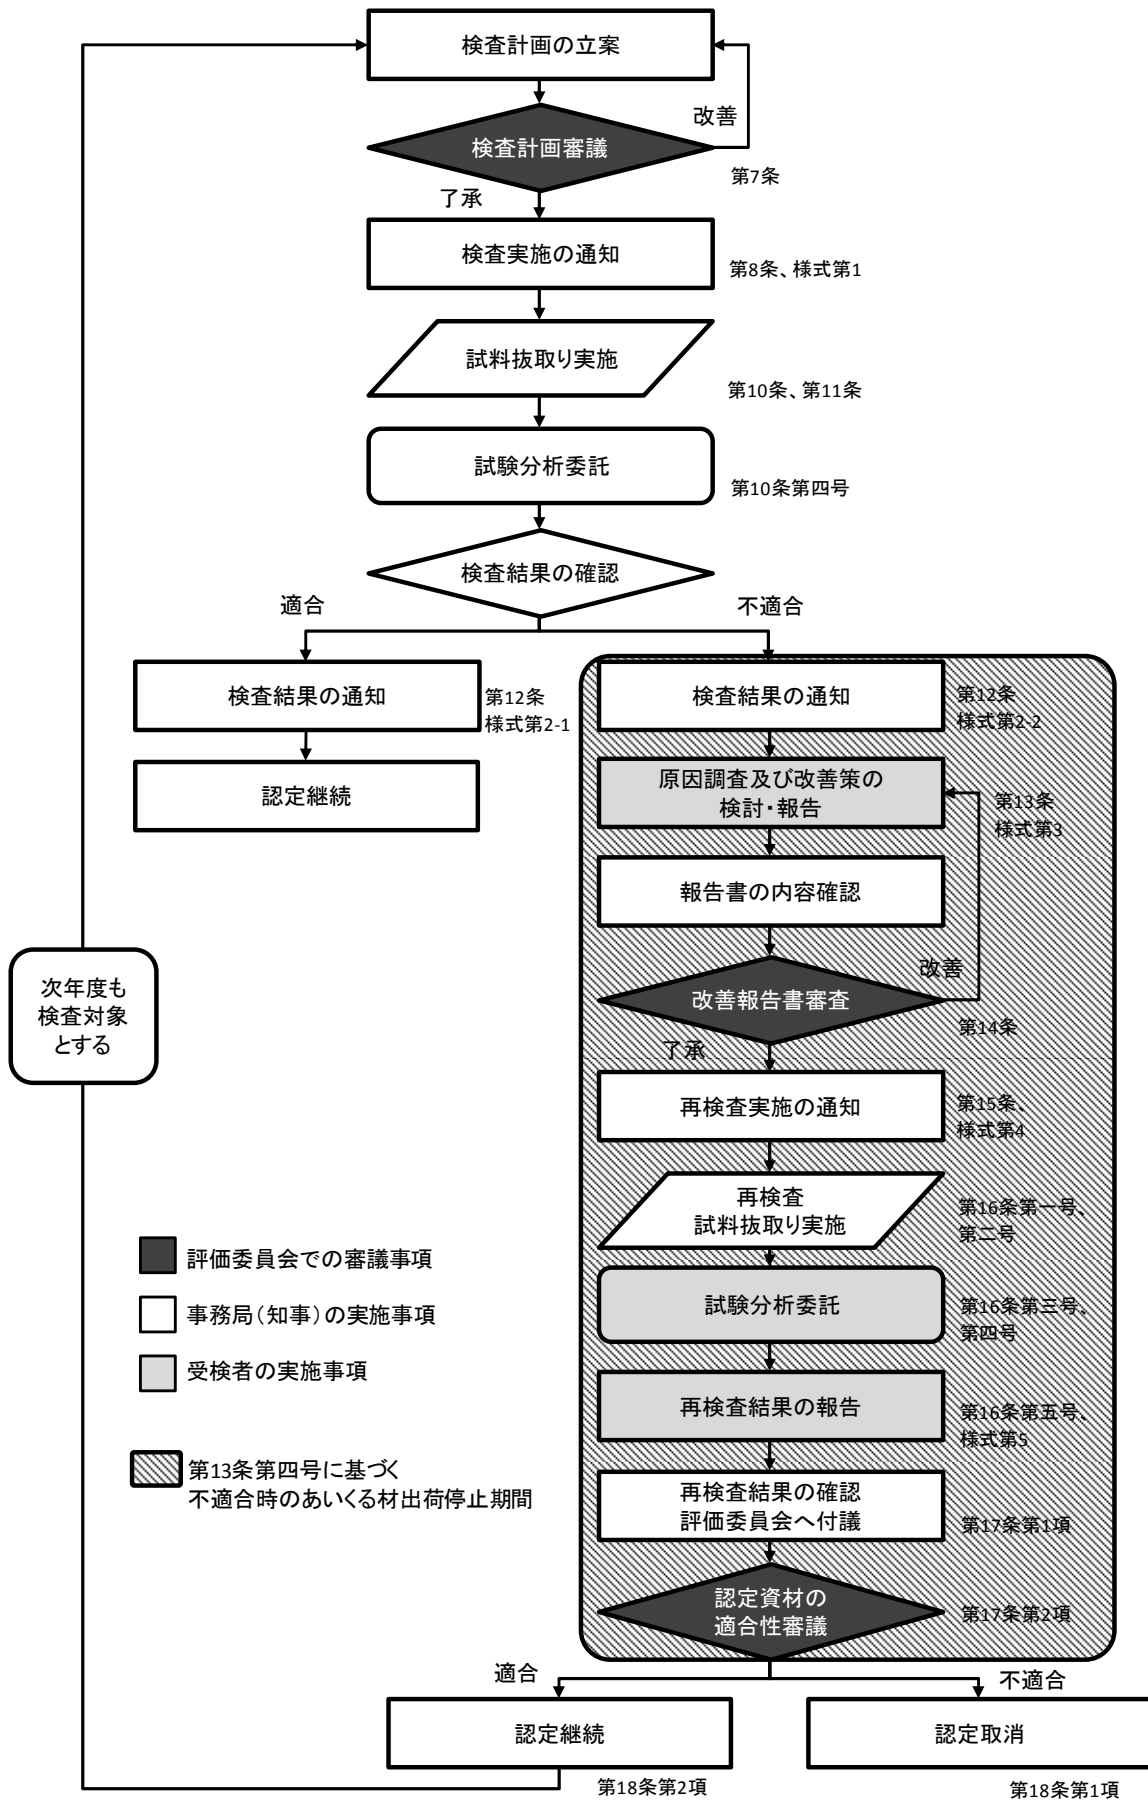 検査計画の立案
改善
検査計画審議
第7条
了承
検査実施の通知
第8条、様式第1
試料抜取り実施
第10条、第11条
試験分析委託
第10条第四号
検査結果の確認
適合
不適合
検査結果の通知
第12条
様式第2-1
認定継続
検査結果の通知
第12条
様式第2-2
原因調査及び改善策の
検討・報告
第13条
様式第3
報告書の内容確認
改善
改善報告書審査
第14条
了承
次年度も
検査対象
とする
再検査実施の通知
第15条、
様式第4
再検査
試料抜取り実施
第16条第一号、
第二号
試験分析委託
第16条第三号、
第四号
再検査結果の報告
第16条第五号、
様式第5
再検査結果の確認
評価委員会へ付議
第17条第1項
認定資材の
適合性審議
第17条第2項
評価委員会での審議事項
事務局(知事)の実施事項
受検者の実施事項
第13条第四号に基づく
不適合時のあいくる材出荷停止期間
適合
不適合
認定継続
第18条第2項
認定取消
第18条第1項